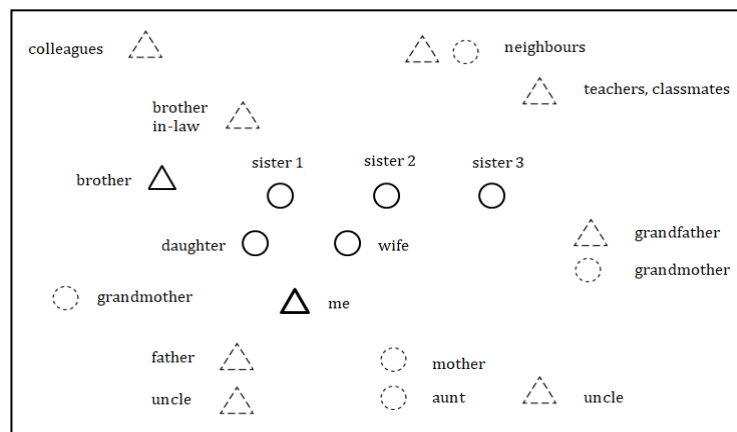 colleagues
neighbours
teachers, classmates
brother
in-law
sister 1
sister 2
sister 3
brother
daughter
wife
grandfather
grandmother
grandmother
me
father
mother
uncle
aunt
uncle